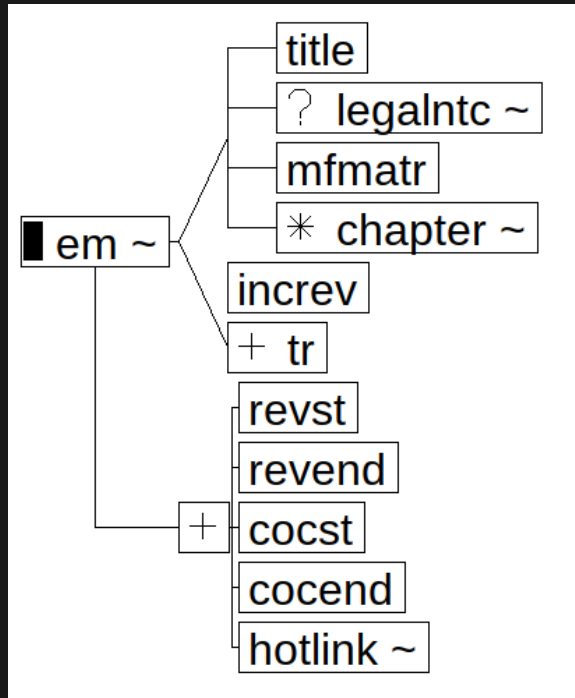 title
? legalntc ~
mfmatr
* chapter ~
em ~
increv
+ tr
revst
revend
+ cocst
cocend
hotlink ~